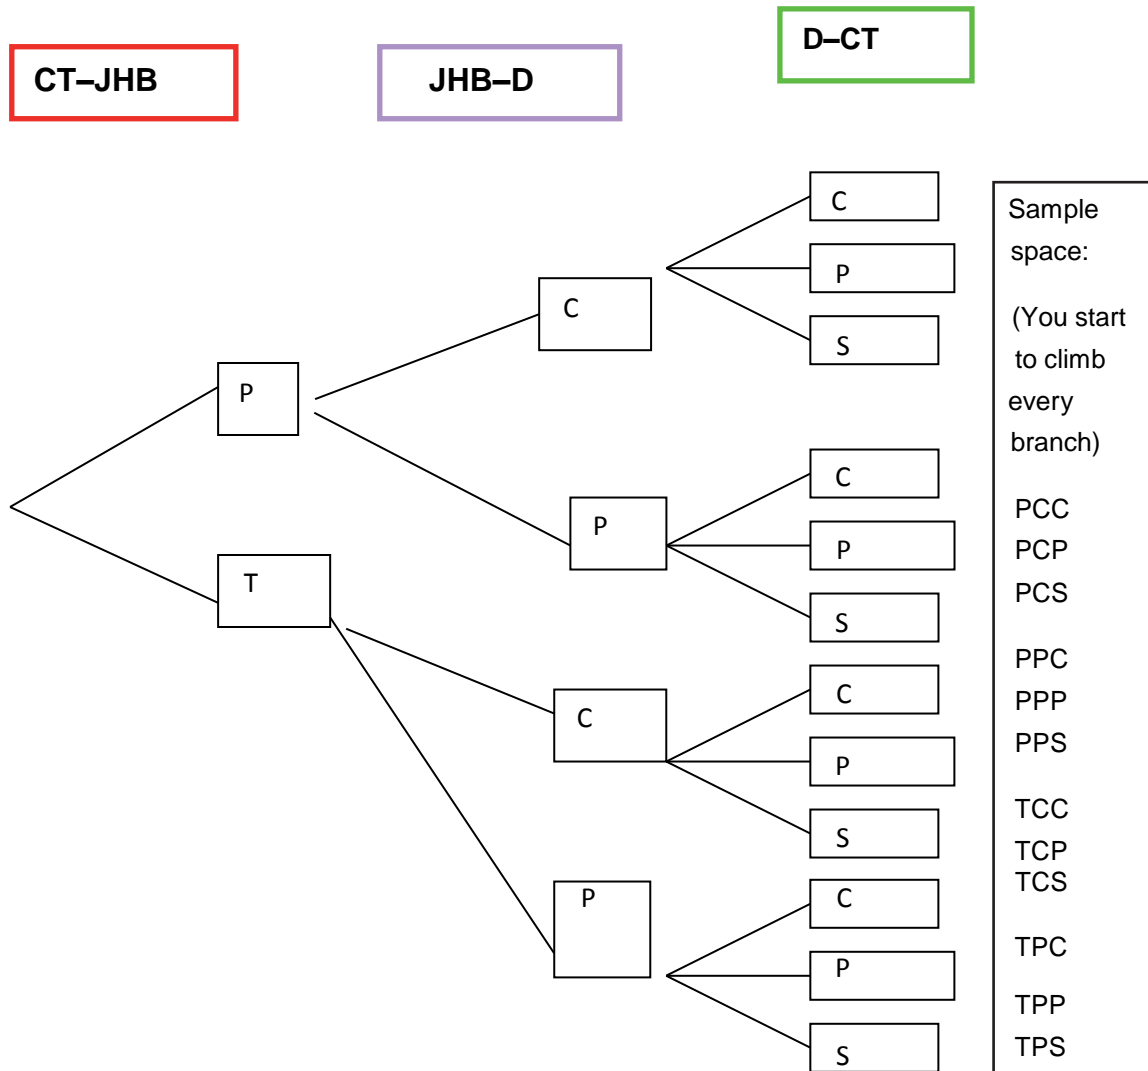 CT–JHB
JHB–D
D–CT
P
T
C
P
C
P
C
P
S
C
P
S
C
P
S
C
P
S
Sample
space:
(You start
to climb
every
branch)
PCC
PCP
PCS
PPC
PPP
PPS
TCC
TCP
TCS
TPC
TPP
TPS